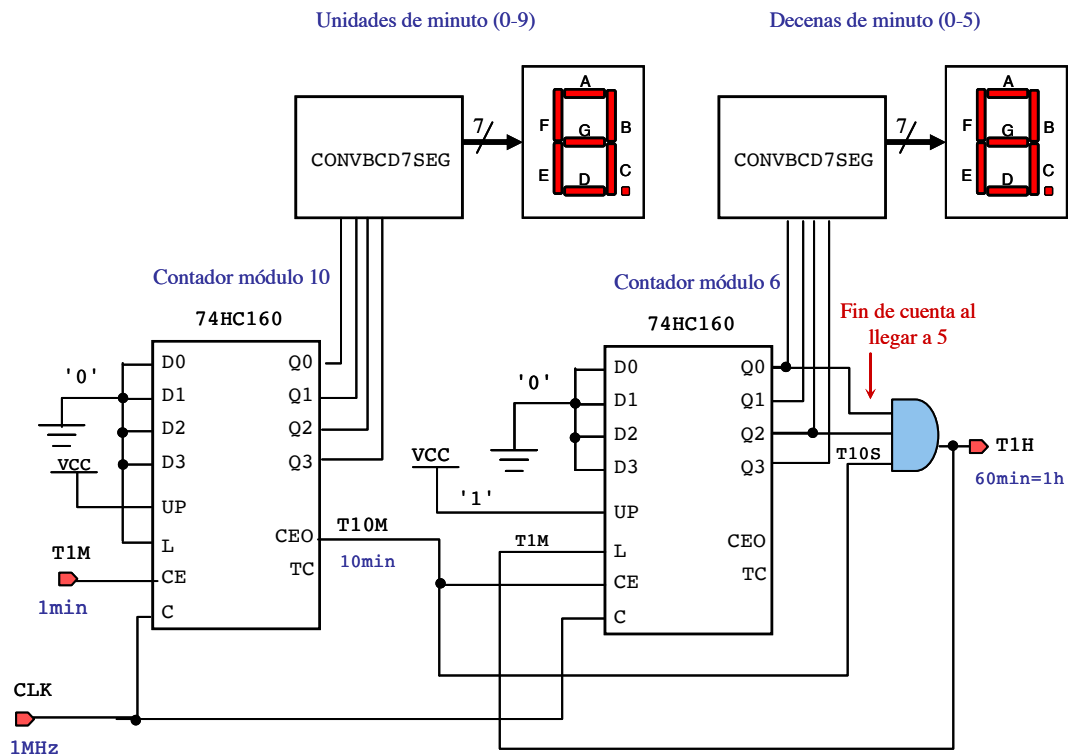 Unidades de minuto (0-9)
Decenas de minuto (0-5)
A
F
B
G
E
C
D
7
CONVBCD7SEG
A
F
B
G
E
C
D
7
CONVBCD7SEG
Contador módulo 10
74HC160
Contador módulo 6
74HC160
Fin de cuenta al
llegar a 5
'0'
D0
D1
D2
D3
VCC
UP
L
T1M
CE
1min
C
Q0
Q1
Q2
Q3
CEO
TC
T10M
10min
'0'
D0
D1
D2
D3
VCC
'1'
UP
T1M
L
CE
C
Q0
Q1
Q2
Q3
CEO
TC
T10S
T1H
60min=1h
CLK
1MHz